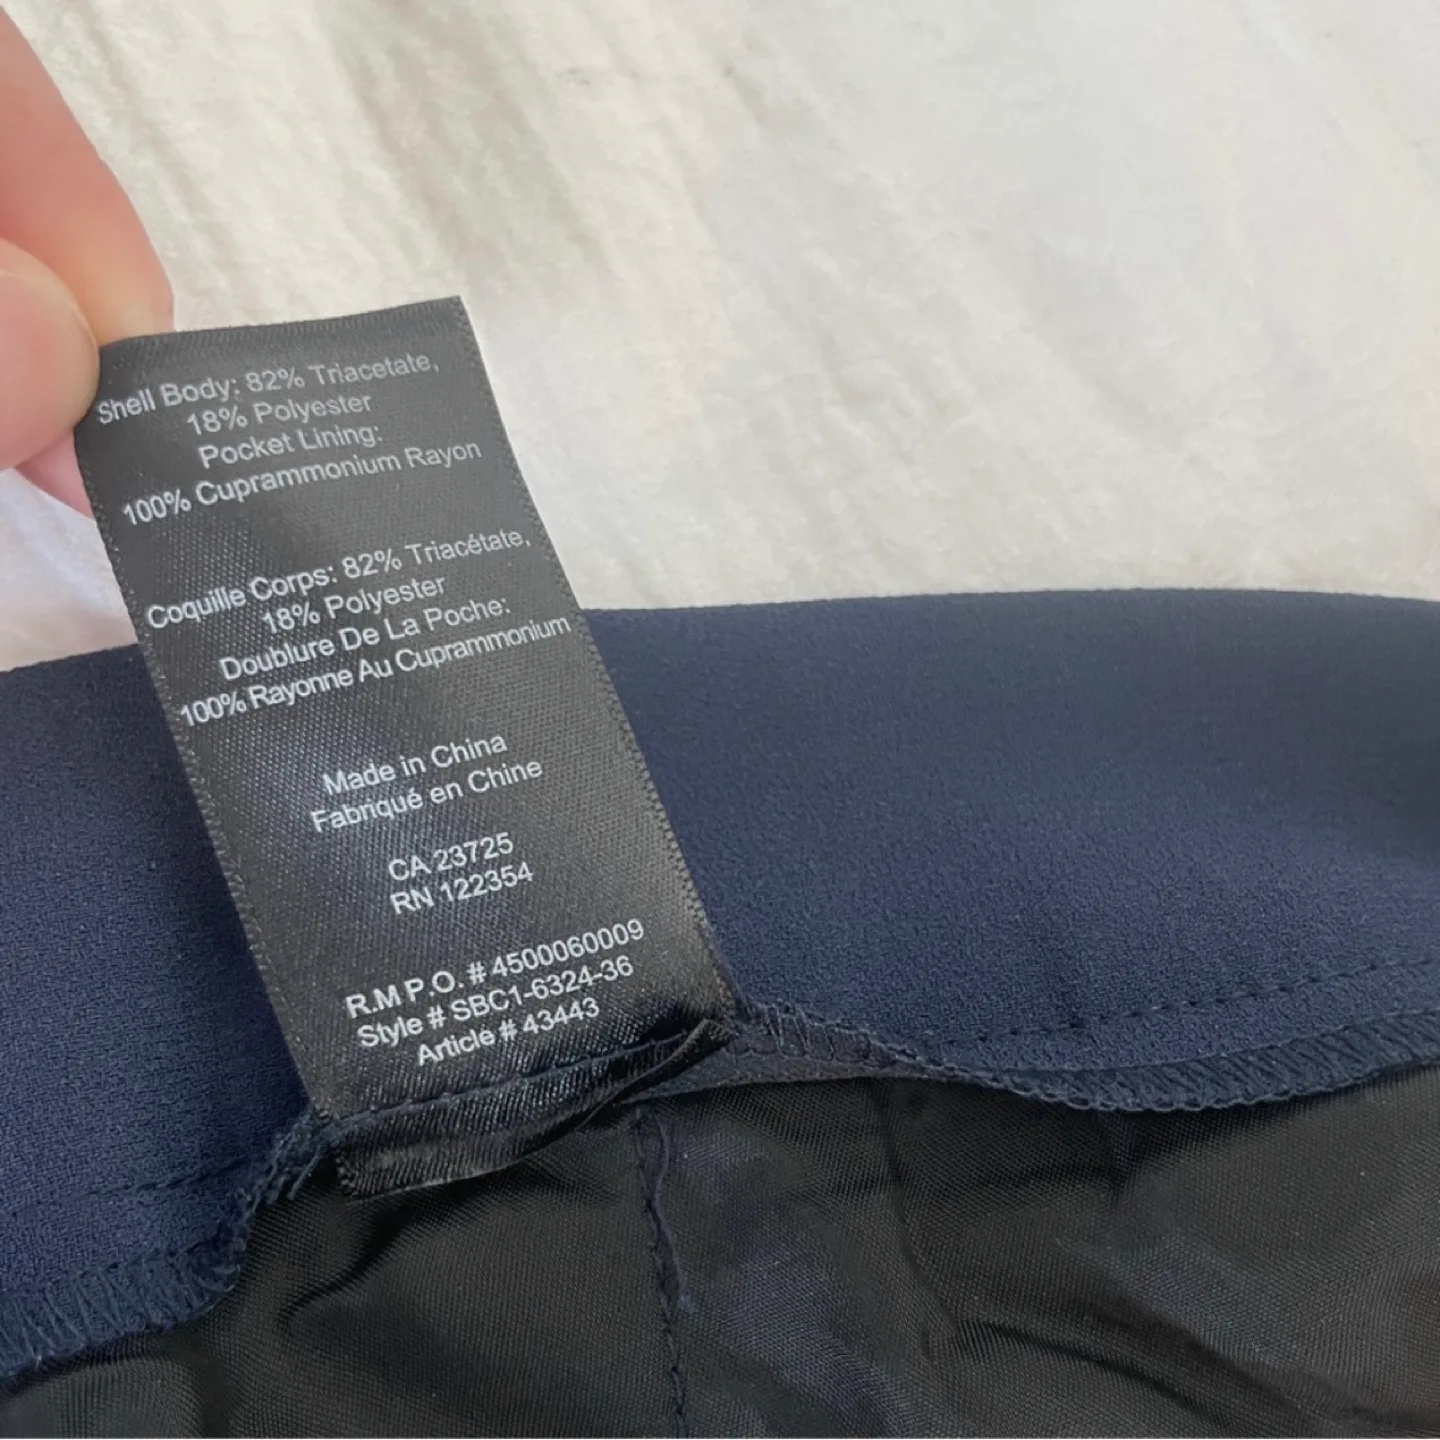 Shell Body: 82% Triacetate,
18% Polyester
Pocket Lining:
100% Cuprammonium Rayon
Coquille Corps: 82% Triacétate,
18% Polyester
Doublure De La Poche:
100% Rayonne Au Cuprammonium
Made in China
Fabriqué en Chine
CA 23725
RN 122354
R.M P.O. # 4500060009
Style # SBC1-6324-36
Article # 43443